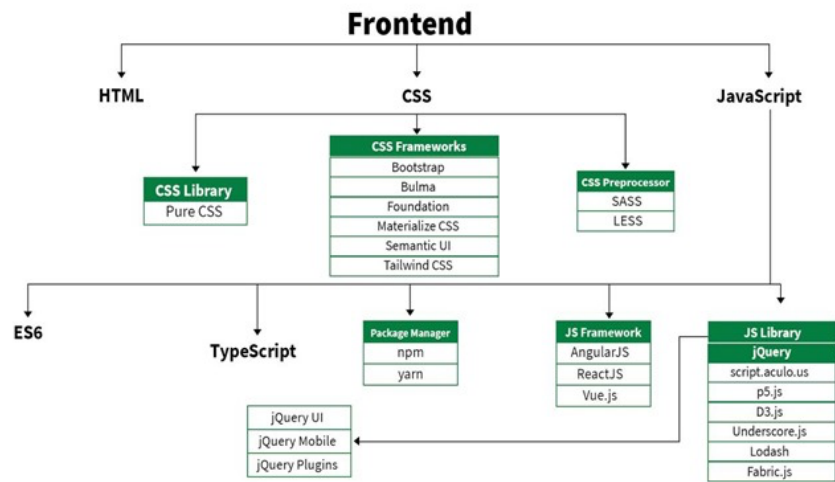 Frontend
HTML
CSS
JavaScript
CSS Library
Pure CSS
CSS Frameworks
Bootstrap
Bulma
Foundation
Materialize CSS
Semantic UI
Tailwind CSS
CSS Preprocessor
SASS
LESS
ES6
TypeScript
Package Manager
npm
yarn
JS Framework
AngularJS
ReactJS
Vue.js
JS Library
jQuery
script.aculo.us
p5.js
D3.js
Underscore.js
Lodash
Fabric.js
jQuery UI
jQuery Mobile
jQuery Plugins